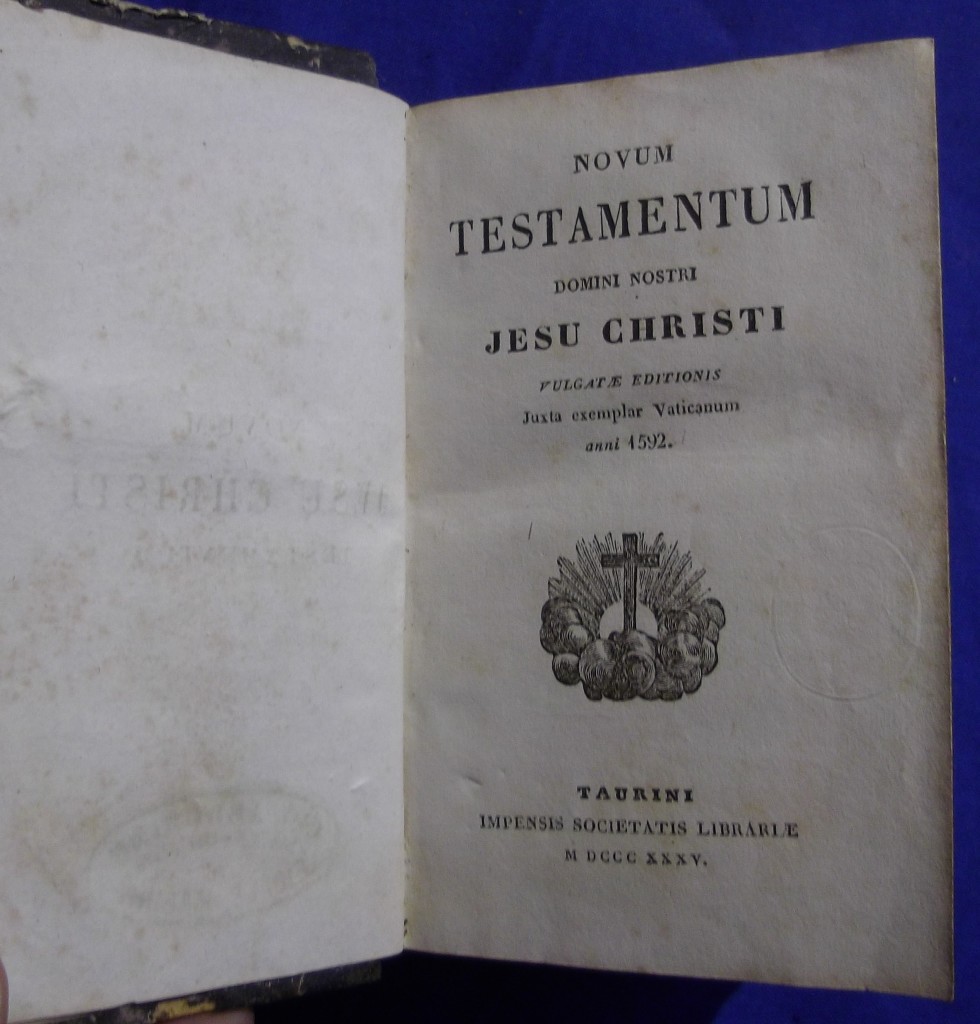 NOVUM
TESTAMENTUM
DOMINI NOSTRI
JESU CHRISTI
VULGATÆ EDITIONIS
Juxta exemplar Vaticanum
anni 1592.
TAURINI
IMPENSIS SOCIETATIS LIBRARIÆ
M DCCC XXXV.